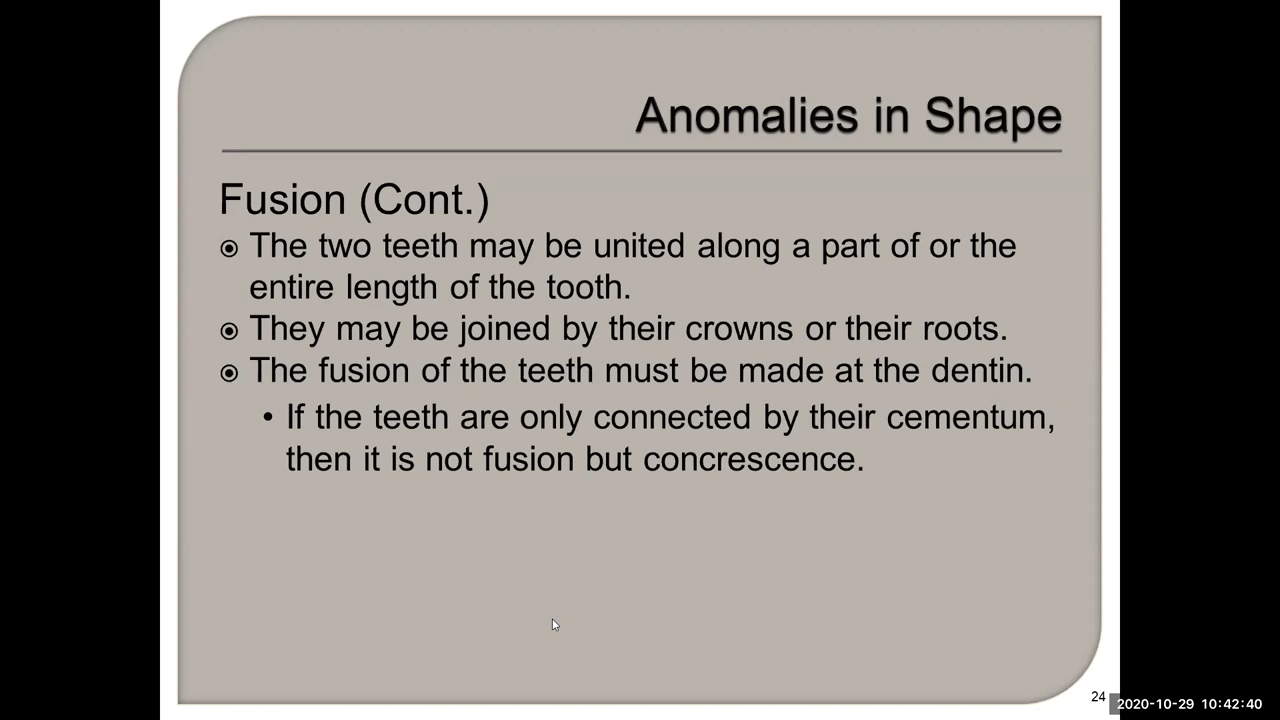 Anomalies in Shape
Fusion (Cont.)
The two teeth may be united along a part of or the
entire length of the tooth.
They may be joined by their crowns or their roots.
The fusion of the teeth must be made at the dentin.
• If the teeth are only connected by their cementum,
then it is not fusion but concrescence.
24
2020-10-29 10:42:40